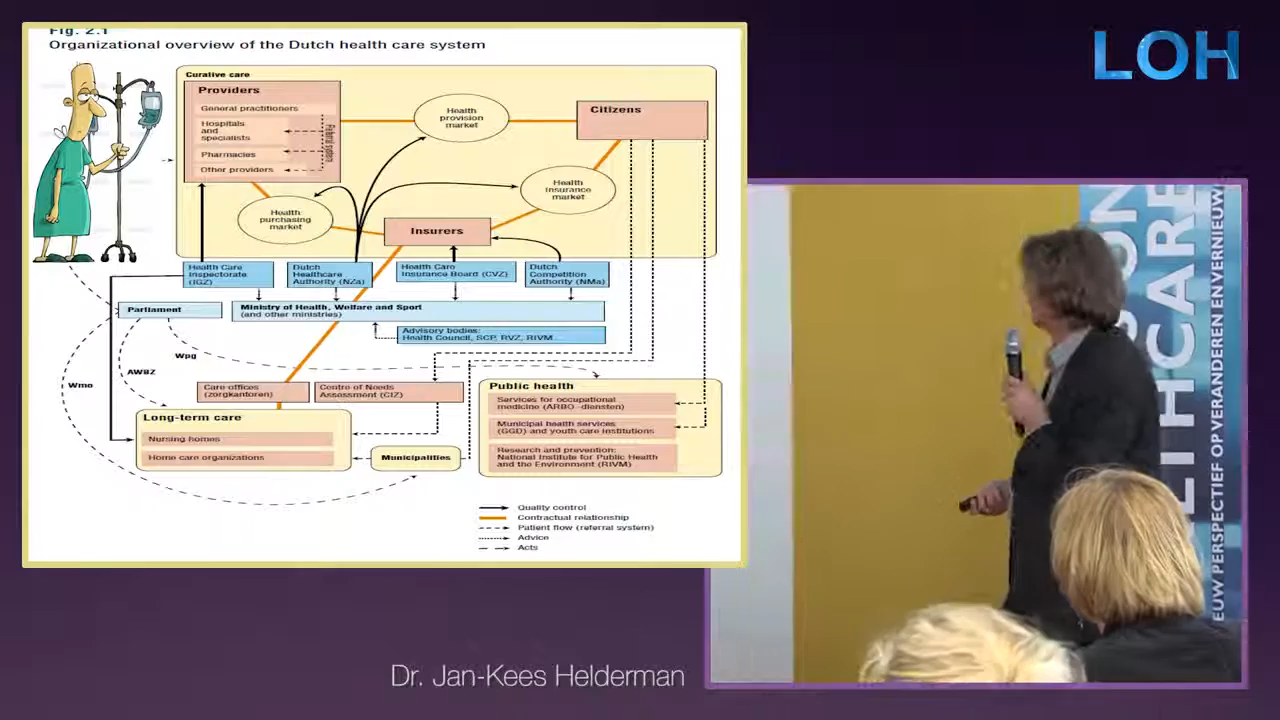 Fig. 2.1
Organizational overview of the Dutch health care system
LOH
Curative care
Providers
General practitioners
Hospitals
and
specialists
Pharmacies
Other providers
Referral system
Health
provision
market
Citizens
Health
insurance
market
Health
purchasing
market
Insurers
Health Care
Inspectorate
(IGZ)
Dutch
Healthcare
Authority (NZa)
Health Care
Insurance Board (CVZ)
Dutch
Competition
Authority (NMa)
Parliament
Ministry of Health, Welfare and Sport
(and other ministries)
Advisory bodies:
Health Council, SCP, RVZ, RIVM...
Wpg
AWBZ
Wmo
Care offices
(zorgkantoren)
Centre of Needs
Assessment (CIZ)
Long-term care
Nursing homes
Home care organizations
Municipalities
Public health
Services for occupational
medicine (ARBO-diensten)
Municipal health services
(GGD) and youth care institutions
Research and prevention:
National Institute for Public Health
and the Environment (RIVM)
Quality control
Contractual relationship
Patient flow (referral system)
Advice
Acts
EUW PERSPECTIEF OP VERANDEREN EN VERNIEUW
Dr. Jan-Kees Helderman